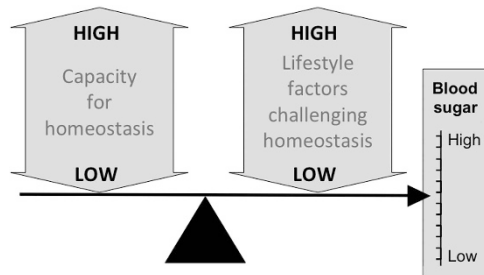 HIGH
Capacity
for
homeostasis
LOW
HIGH
Lifestyle
factors
challenging
homeostasis
LOW
Blood
sugar
High
Low